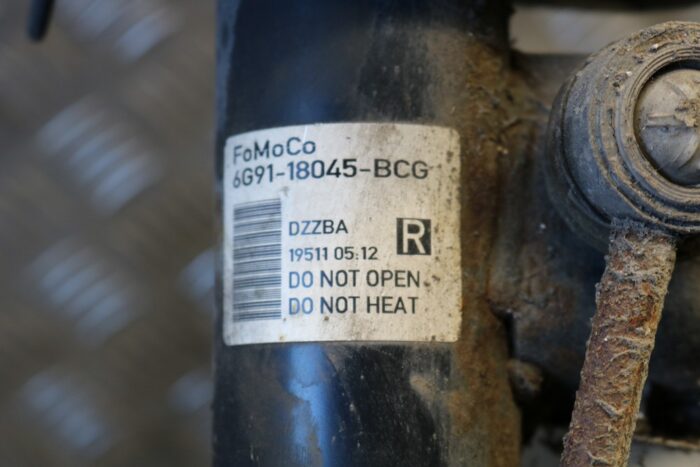 FoMoCo
6G91-18045-BCG
DZZBA
R
19511 05:12
DO NOT OPEN
DO NOT HEAT